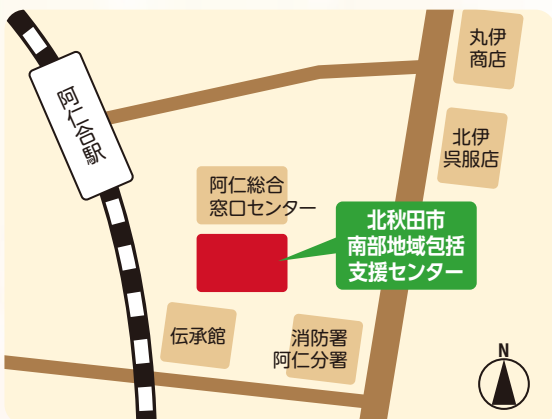 丸伊
商店
阿仁合駅
北伊
呉服店
阿仁総合
窓口センター
北秋田市
南部地域包括
支援センター
伝承館
消防署
阿仁分署
N